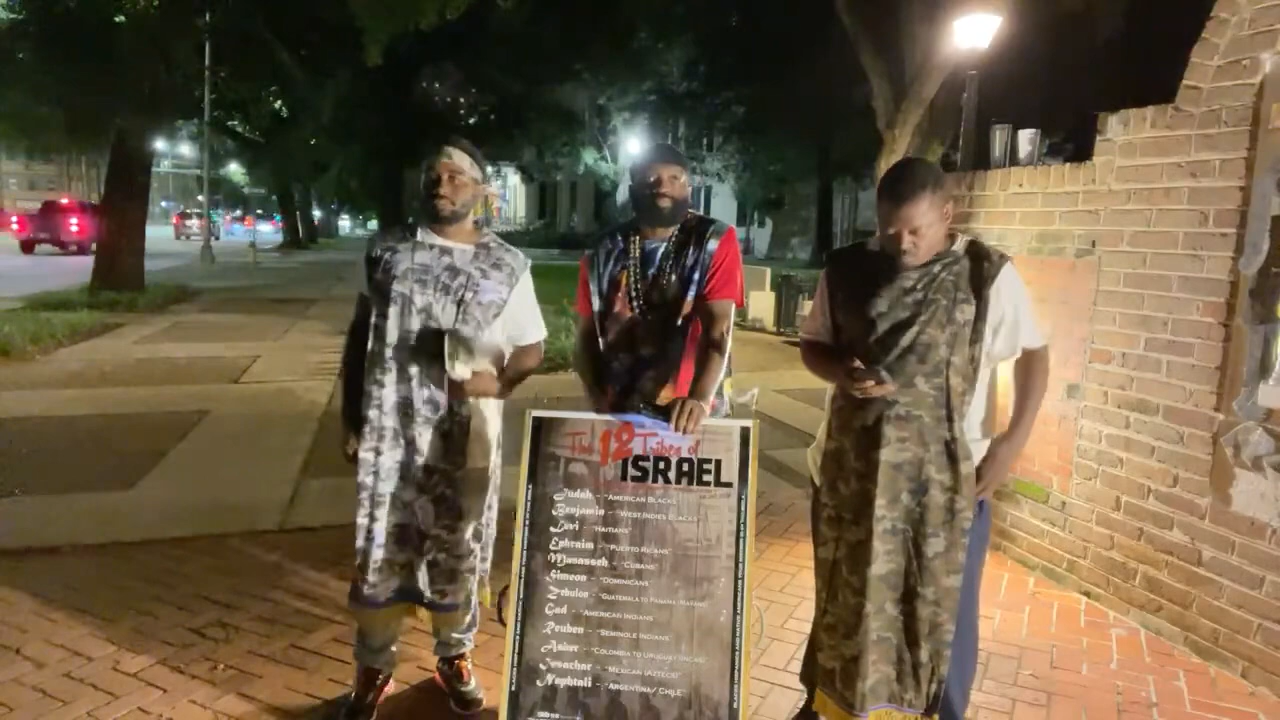 The 12 Tribes of
ISRAEL
Judah - "AMERICAN BLACKS"
Benjamin - "WEST INDIES BLACKS"
Levi - "HAITIANS"
Ephraim - "PUERTO RICANS"
Manasseh - "CUBANS"
Simeon - "DOMINICANS"
Zebulon - "GUATEMALA TO PANAMA (MAYANS)"
Gad - "AMERICAN INDIANS"
Reuben - "SEMINOLE INDIANS"
Asher - "COLOMBIA TO URUGUAY (INCAS)"
Issachar - "MEXICAN (AZTECS)"
Naphtali - "ARGENTINA/ CHILE"